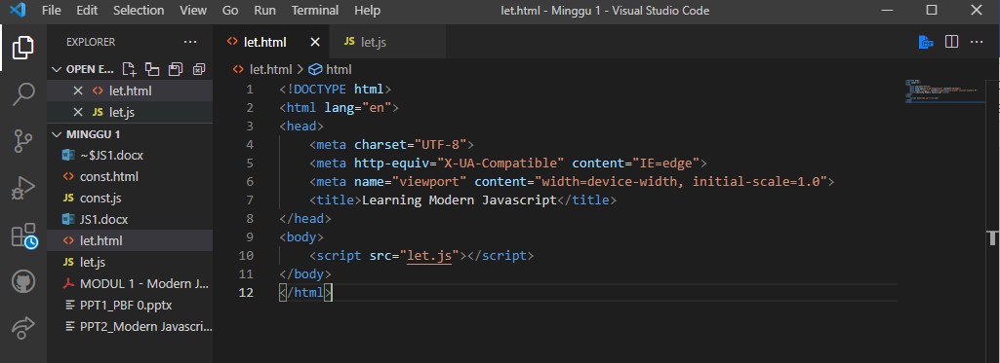 File Edit Selection View Go Run Terminal Help let.html - Minggu 1 - Visual Studio Code
EXPLORER
OPEN E...
let.html
JS let.js
MINGGU 1
~$JS1.docx
const.html
JS const.js
JS1.docx
let.html
JS let.js
MODUL 1 - Modern J...
PPT1_PBF 0.pptx
PPT2_Modern Javascri...
let.html JS let.js
let.html > html
1 <!DOCTYPE html>
2 <html lang="en">
3 <head>
4 <meta charset="UTF-8">
5 <meta http-equiv="X-UA-Compatible" content="IE=edge">
6 <meta name="viewport" content="width=device-width, initial-scale=1.0">
7 <title>Learning Modern Javascript</title>
8 </head>
9 <body>
10 <script src="let.js"></script>
11 </body>
12 </html>